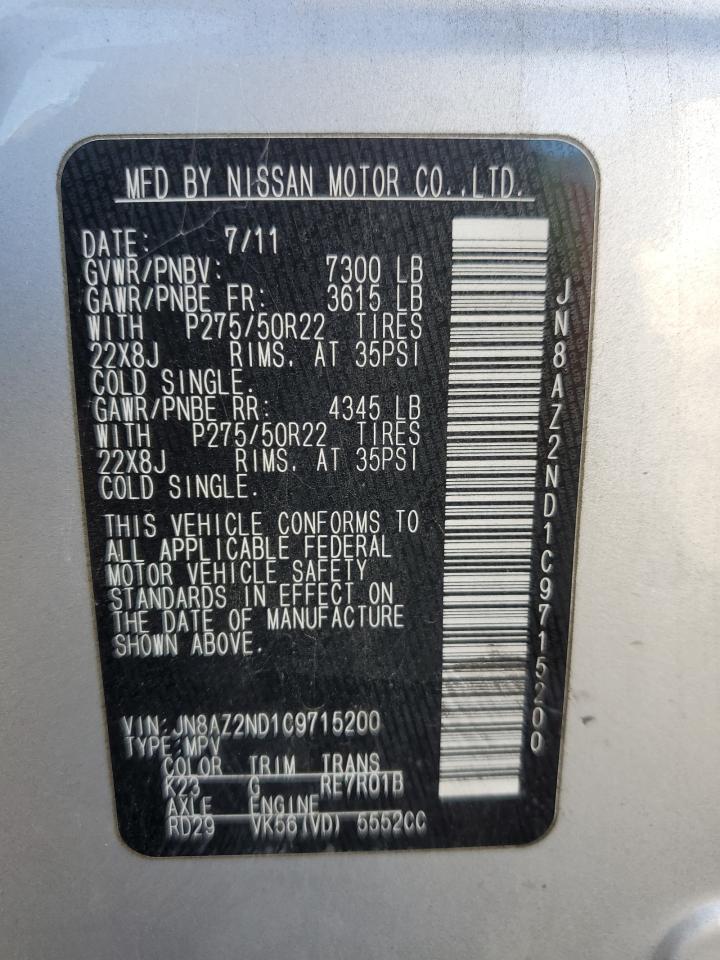 MFD BY NISSAN MOTOR CO.,LTD.
DATE: 7/11
GVWR/PNBV: 7300 LB
GAWR/PNBE FR: 3615 LB
WITH P275/50R22 TIRES
22X8J RIMS. AT 35PSI
COLD SINGLE.
GAWR/PNBE RR: 4345 LB
WITH P275/50R22 TIRES
22X8J RIMS. AT 35PSI
COLD SINGLE.
THIS VEHICLE CONFORMS TO
ALL APPLICABLE FEDERAL
MOTOR VEHICLE SAFETY
STANDARDS IN EFFECT ON
THE DATE OF MANUFACTURE
SHOWN ABOVE.
VIN: JN8AZ2ND1C9715200
TYPE: MPV
COLOR TRIM TRANS
K23 G RE7R01B
AXLE ENGINE
RD29 VK56(VD) 5552CC
JN8AZ2ND1C9715200